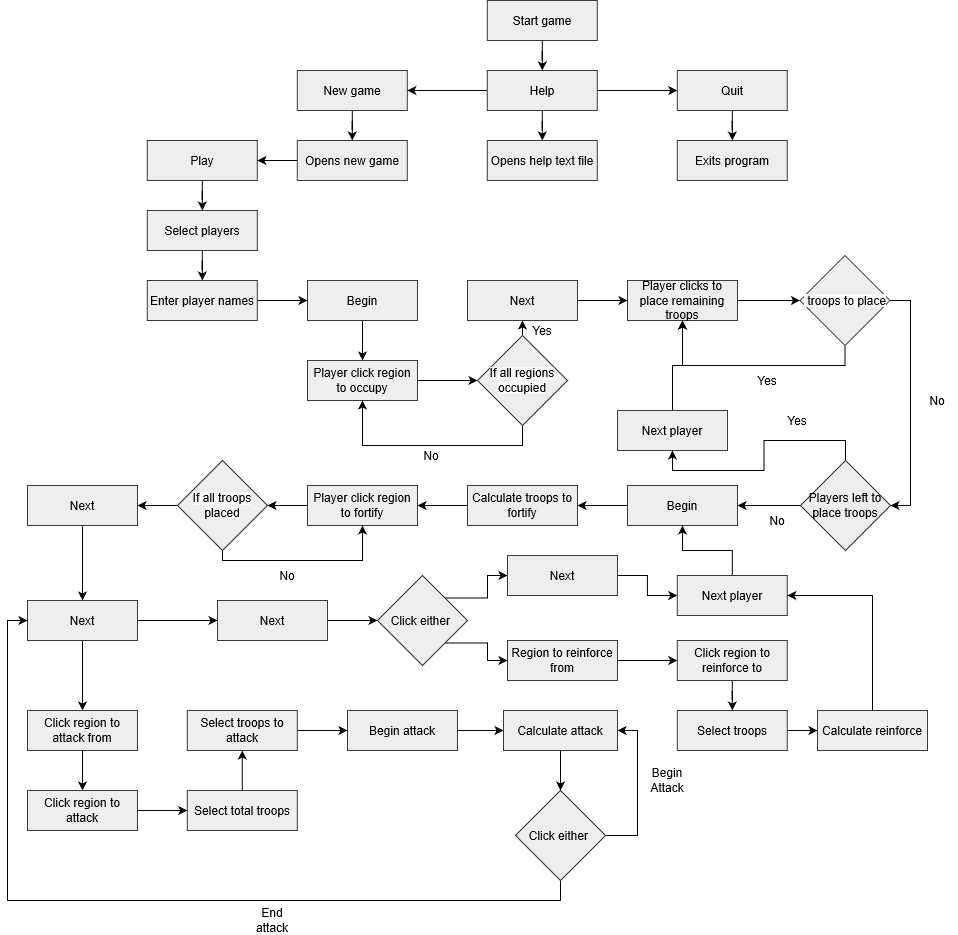 Start game
New game
Help
Quit
Play
Opens new game
Opens help text file
Exits program
Select players
Enter player names
Begin
Next
Player clicks to
place remaining
troops
troops to place
Yes
Player click region
to occupy
If all regions
occupied
Yes
No
No
Next player
Yes
Next
If all troops
placed
Player click region
to fortify
Calculate troops to
fortify
Begin
No
Players left to
place troops
No
Next
Next
Click either
Next
Next player
Region to reinforce
from
Click region to
reinforce to
Click region to
attack from
Select troops to
attack
Begin attack
Calculate attack
Select troops
Calculate reinforce
Begin
Attack
Click region to
attack
Select total troops
Click either
End
attack